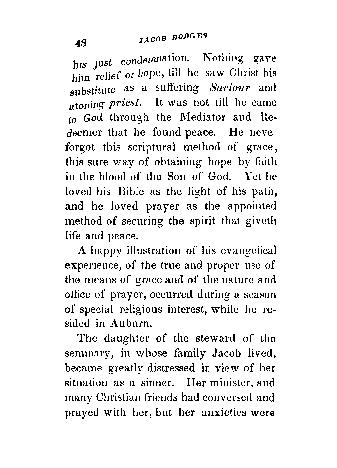 48 JACOB HODGES
his just condemnation. Nothing gave
him relief or hope, till he saw Christ his
substitute as a suffering Saviour and
atoning priest. It was not till he came
to God through the Mediator and Re-
deemer that he found peace. He neve
forgot this scriptural method of grace,
this sure way of obtaining hope by faith
in the blood of the Son of God. Yet he
loved his Bible as the light of his path,
and he loved prayer as the appointed
method of securing the spirit that giveth
life and peace.
A happy illustration of his evangelical
experience, of the true and proper use of
the means of grace and of the nature and
office of prayer, occurred during a season
of special religious interest, while he re-
sided in Auburn.
The daughter of the steward of the
seminary, in whose family Jacob lived,
became greatly distressed in view of her
situation as a sinner. Her minister, and
many Christian friends had conversed and
prayed with her, but her anxieties were